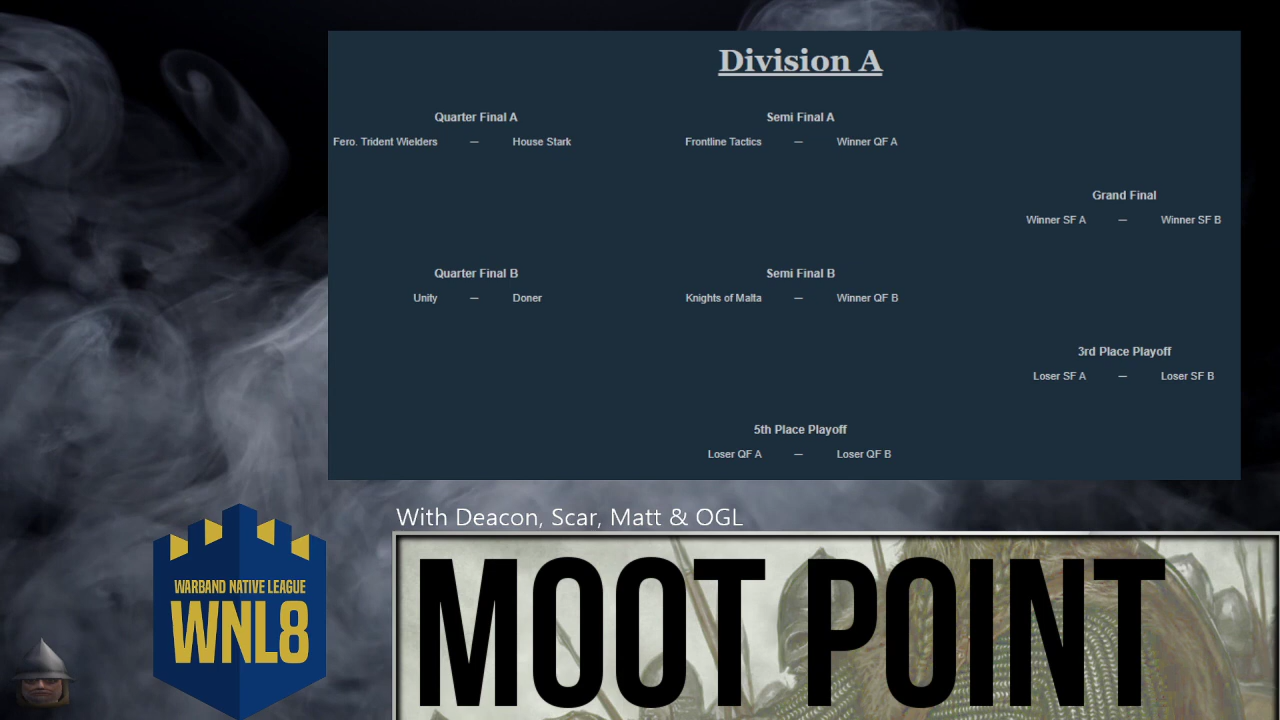 Division A
Quarter Final A
Fero. Trident Wielders — House Stark
Semi Final A
Frontline Tactics — Winner QF A
Grand Final
Winner SF A — Winner SF B
Quarter Final B
Unity — Doner
Semi Final B
Knights of Malta — Winner QF B
3rd Place Playoff
Loser SF A — Loser SF B
5th Place Playoff
Loser QF A — Loser QF B
With Deacon, Scar, Matt & OGL
WARBAND NATIVE LEAGUE
WNL8
MOOT POINT